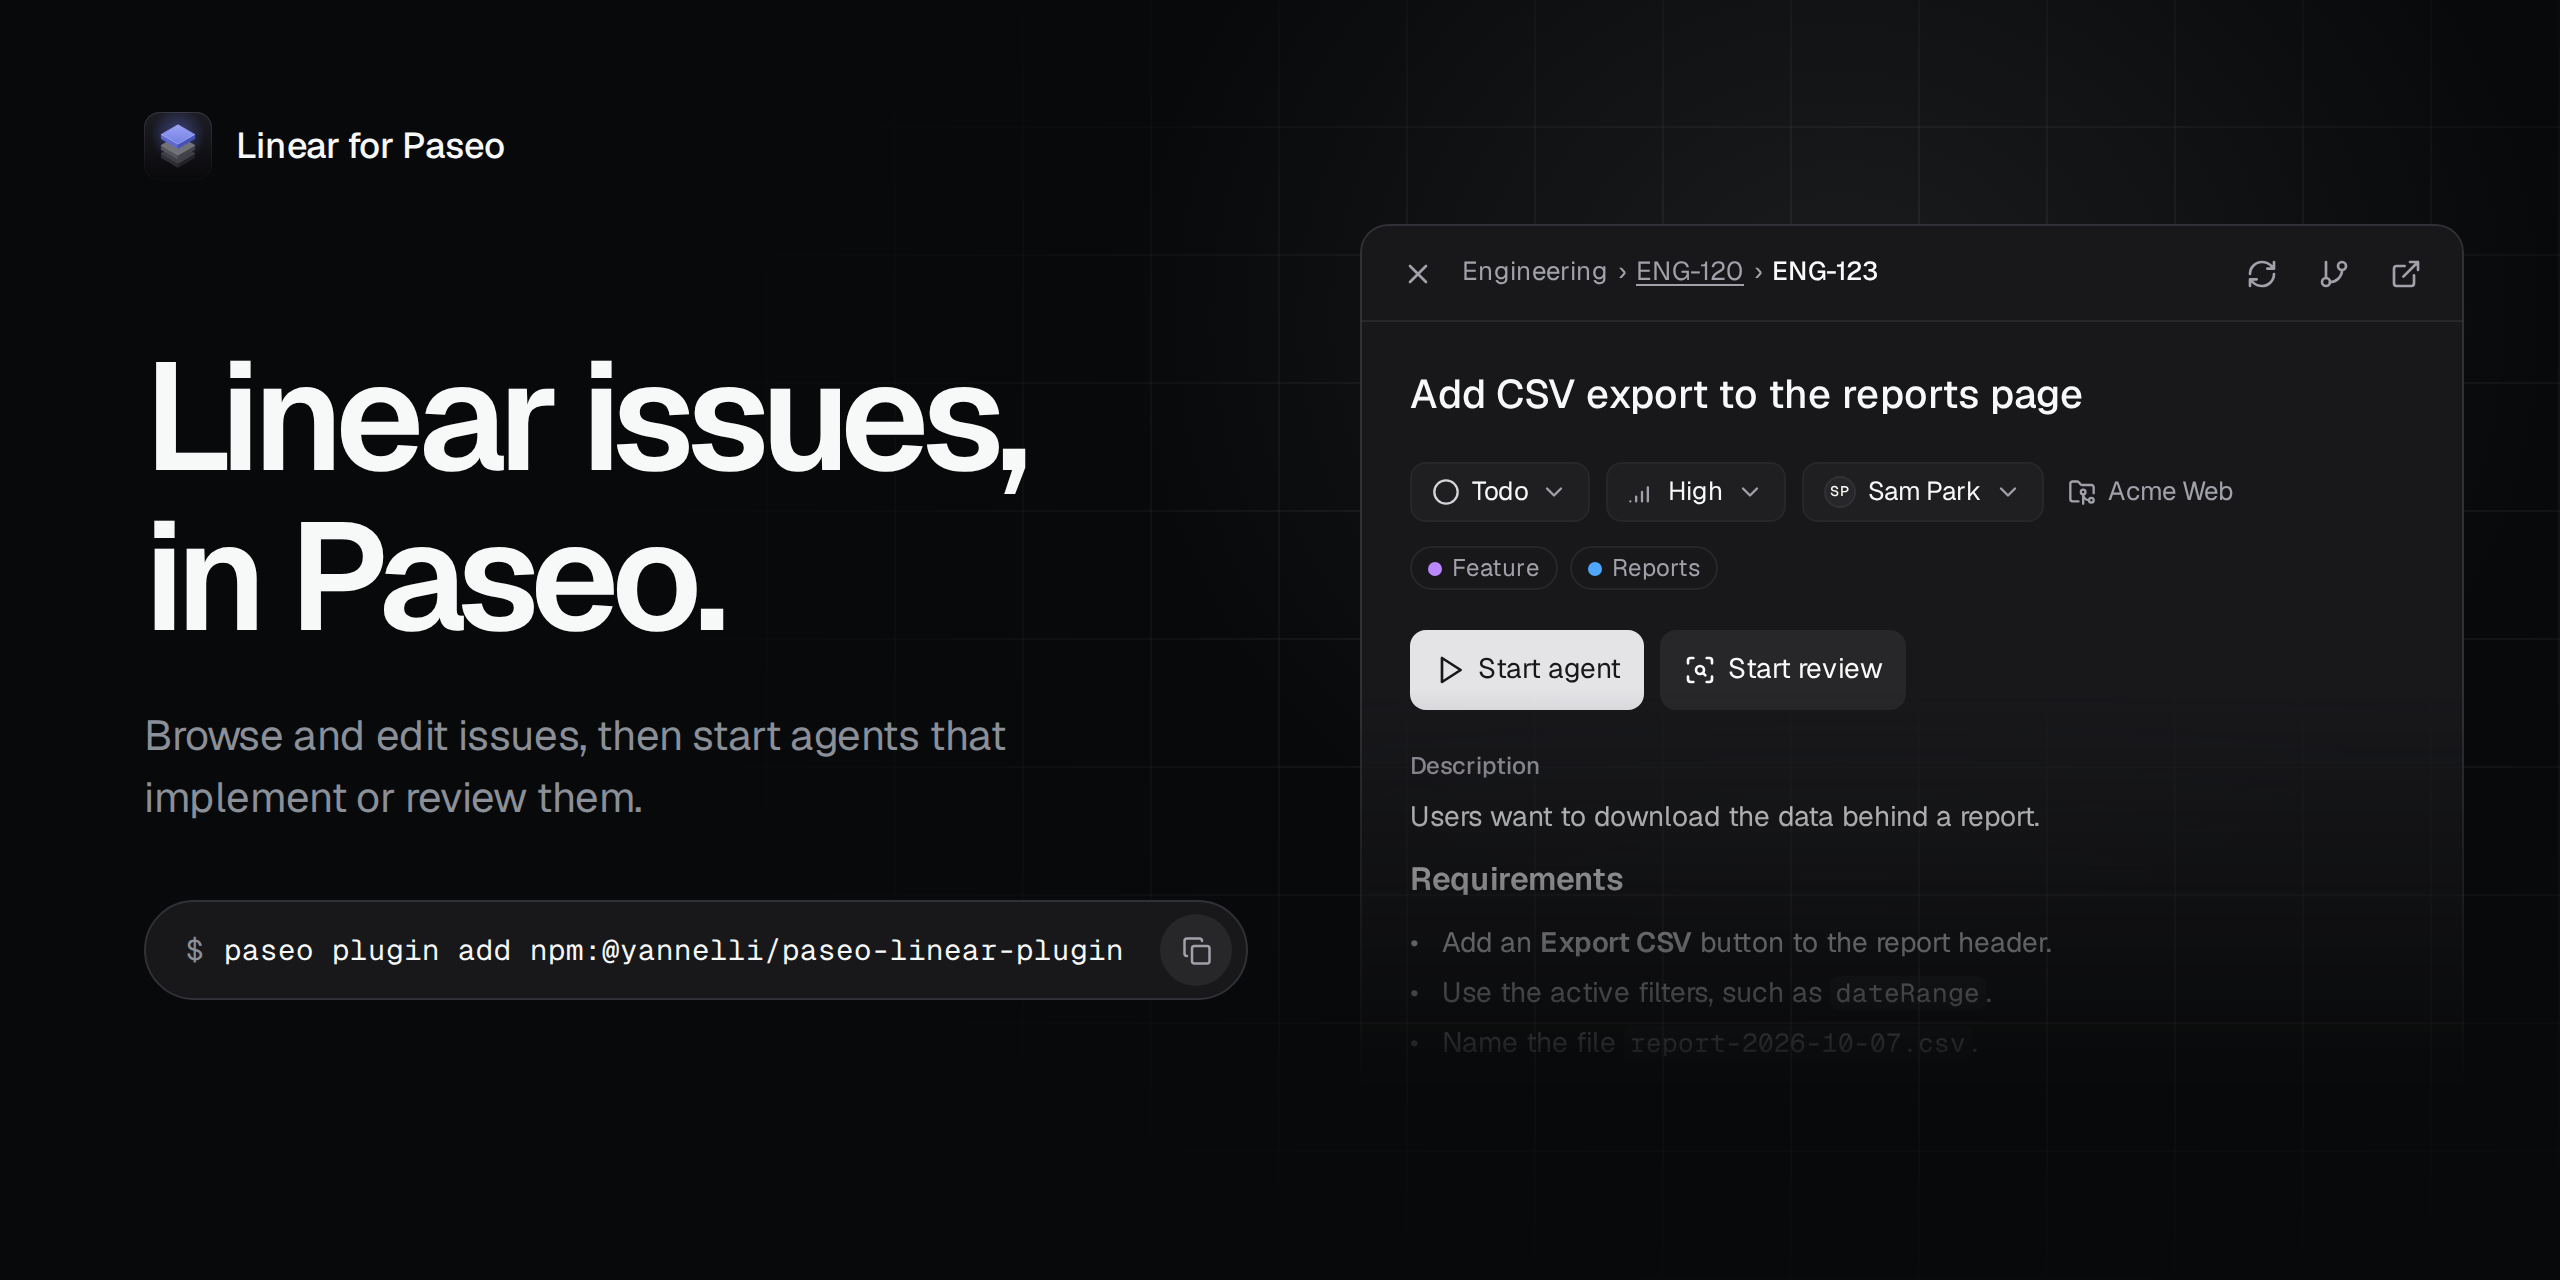 Linear for Paseo
Linear issues,
in Paseo.
Browse and edit issues, then start agents that
implement or review them.
$ paseo plugin add npm:@yannelli/paseo-linear-plugin
Engineering › ENG-120 › ENG-123
Add CSV export to the reports page
Todo High SP Sam Park Acme Web
Feature Reports
Start agent Start review
Description
Users want to download the data behind a report.
Requirements
• Add an Export CSV button to the report header.
• Use the active filters, such as dateRange.
• Name the file report-2026-10-07.csv.